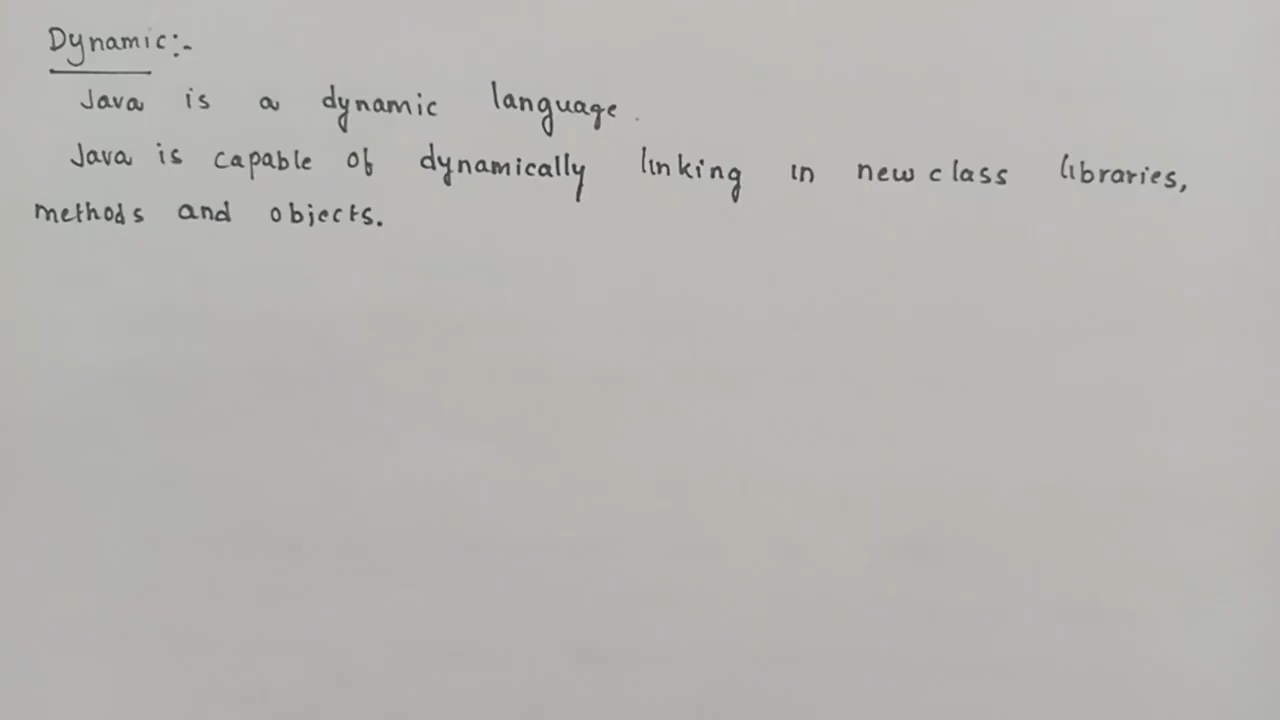 Dynamic:-
Java is a dynamic language.
Java is capable of dynamically linking in new class libraries,
methods and objects.